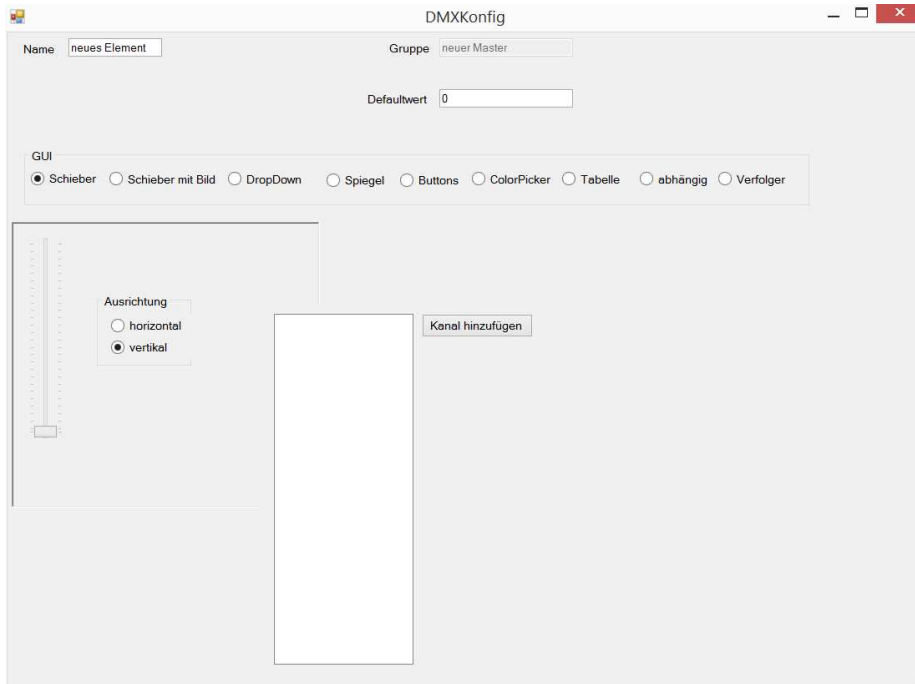 DMXKonfig
Name neues Element Gruppe neuer Master
Defaultwert 0
GUI
Schieber Schieber mit Bild DropDown Spiegel Buttons ColorPicker Tabelle abhängig Verfolger
Ausrichtung
horizontal
Kanal hinzufügen
vertikal